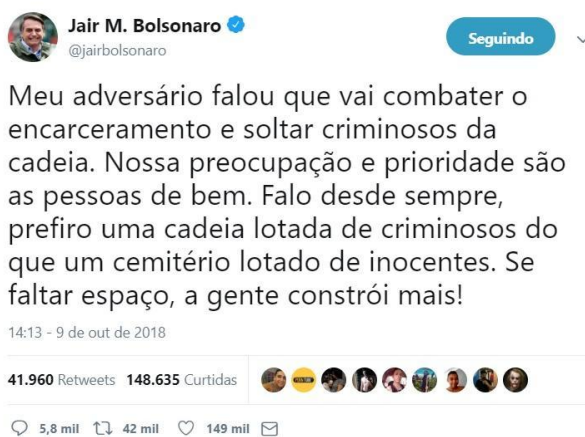 Jair M. Bolsonaro
@jairbolsonaro
Seguindo
Meu adversário falou que vai combater o
encarceramento e soltar criminosos da
cadeia. Nossa preocupação e prioridade são
as pessoas de bem. Falo desde sempre,
prefiro uma cadeia lotada de criminosos do
que um cemitério lotado de inocentes. Se
faltar espaço, a gente constrói mais!
14:13 - 9 de out de 2018
41.960 Retweets 148.635 Curtidas
5,8 mil 42 mil 149 mil